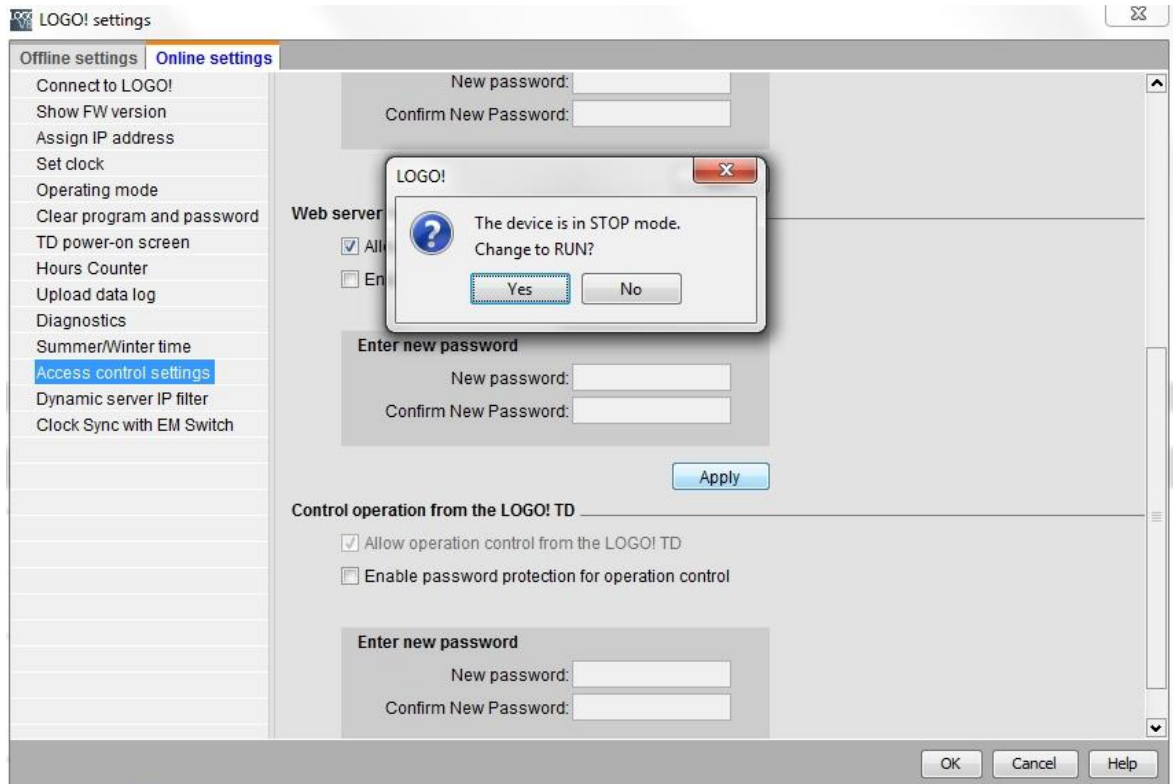 LOGO! settings
Offline settings
Online settings
Connect to LOGO!
Show FW version
Assign IP address
Set clock
Operating mode
Clear program and password
TD power-on screen
Hours Counter
Upload data log
Diagnostics
Summer/Winter time
Access control settings
Dynamic server IP filter
Clock Sync with EM Switch
New password:
Confirm New Password:
LOGO!
The device is in STOP mode.
Change to RUN?
Yes
No
Web server
Enter new password
New password:
Confirm New Password:
Apply
Control operation from the LOGO! TD
Allow operation control from the LOGO! TD
Enable password protection for operation control
Enter new password
New password:
Confirm New Password:
OK
Cancel
Help